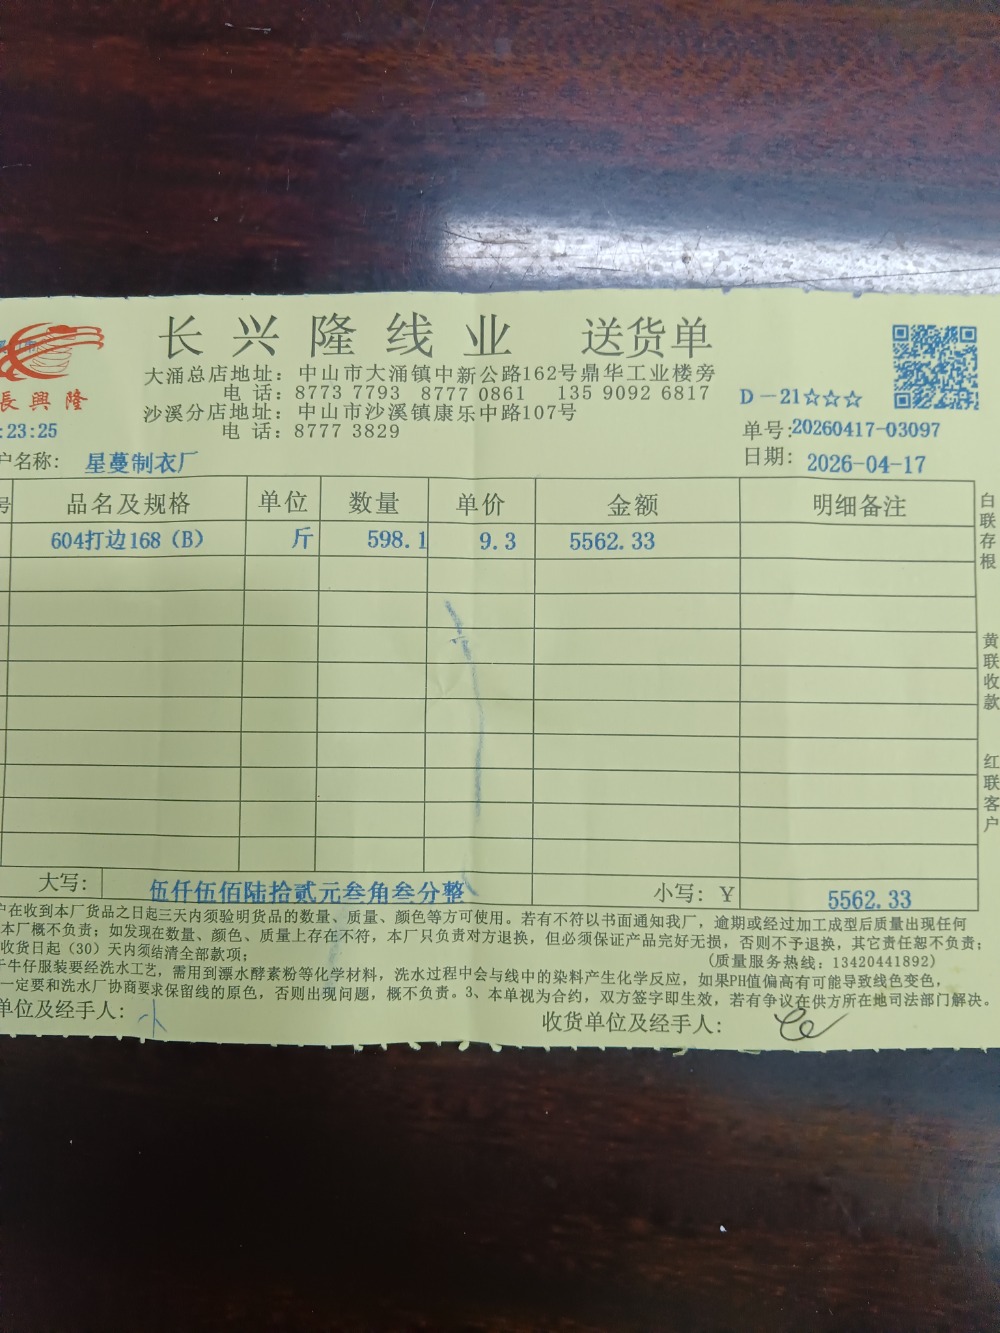 长兴隆线业 送货单
長興隆
大涌总店地址：中山市大涌镇中新公路162号鼎华工业楼旁
电 话：8773 7793 8777 0861 135 9092 6817
沙溪分店地址：中山市沙溪镇康乐中路107号
电 话：8777 3829
D－21☆☆☆
:23:25
单号:20260417-03097
户名称： 星蔓制衣厂
日期： 2026-04-17
号 品名及规格 单位 数量 单价 金额 明细备注
604打边168（B） 斤 598.1 9.3 5562.33
白联存根
黄联收款
红联客户
大写： 伍仟伍佰陆拾贰元叁角叁分整 小写：￥ 5562.33
户在收到本厂货品之日起三天内须验明货品的数量、质量、颜色等方可使用。若有不符以书面通知我厂，逾期或经过加工成型后质量出现任何
本厂概不负责；如发现在数量、颜色、质量上存在不符，本厂只负责对方退换，但必须保证产品完好无损，否则不予退换，其它责任恕不负责；
收货日起（30）天内须结清全部款项； （质量服务热线：13420441892）
牛仔服装要经洗水工艺，需用到漂水酵素粉等化学材料，洗水过程中会与线中的染料产生化学反应，如果PH值偏高有可能导致线色变色，
一定要和洗水厂协商要求保留线的原色，否则出现问题，概不负责。3、本单视为合约，双方签字即生效，若有争议在供方所在地司法部门解决。
单位及经手人： 收货单位及经手人：